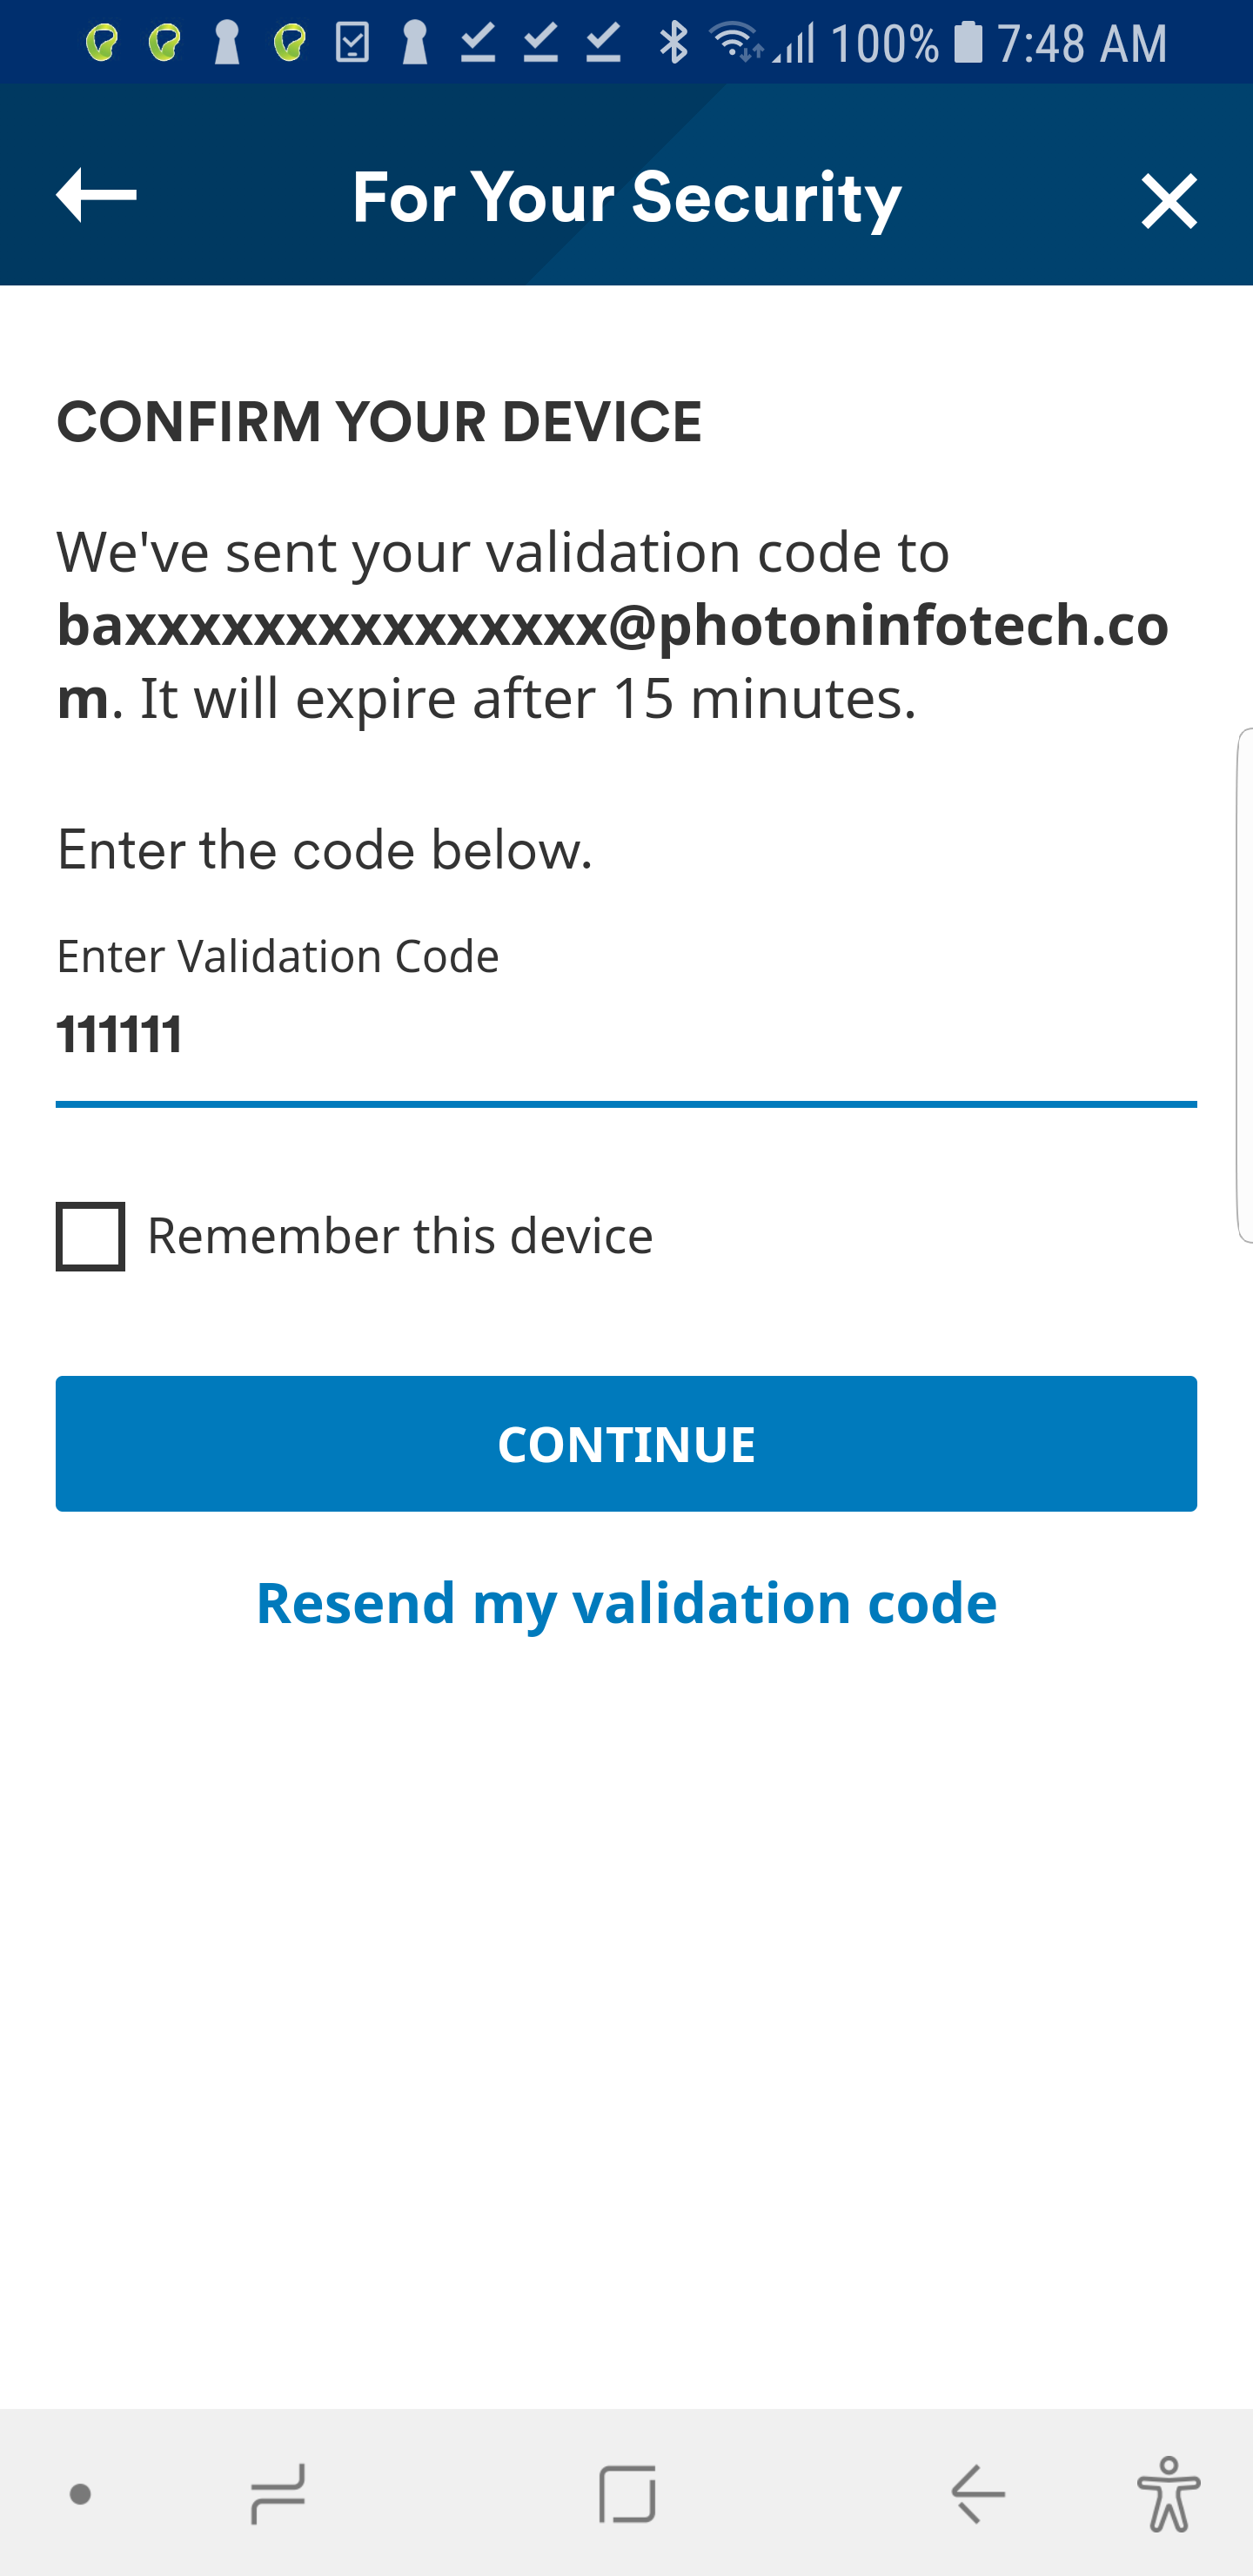 100% 7:48 AM
For Your Security
CONFIRM YOUR DEVICE
We've sent your validation code to
baxxxxxxxxxxxxxxx@photoninfotech.co
m. It will expire after 15 minutes.
Enter the code below.
Enter Validation Code
111111
Remember this device
CONTINUE
Resend my validation code